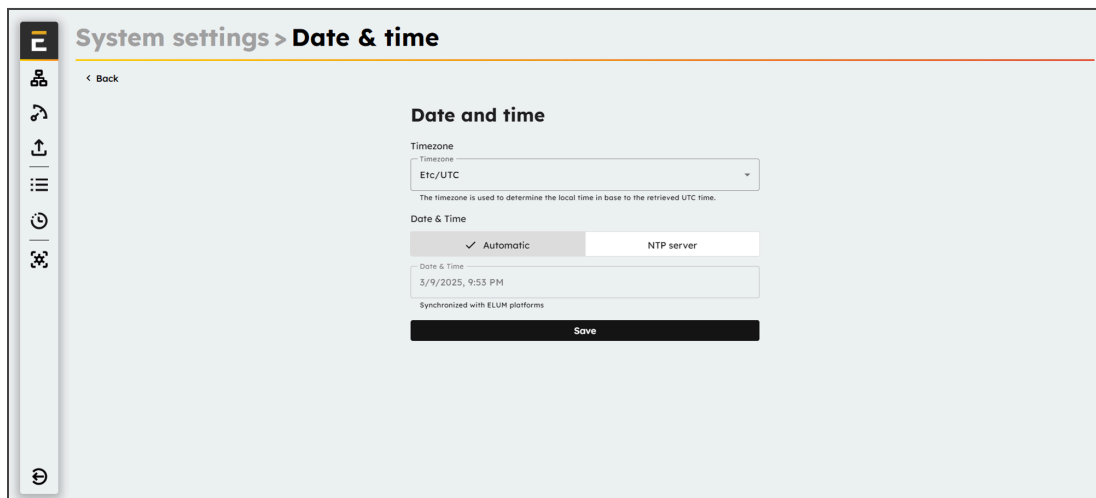 E
System settings > Date & time
< Back
Date and time
Timezone
Timezone
Etc/UTC
The timezone is used to determine the local time in base to the retrieved UTC time.
Date & Time
Automatic NTP server
Date & Time
3/9/2025, 9:53 PM
Synchronized with ELUM platforms
Save